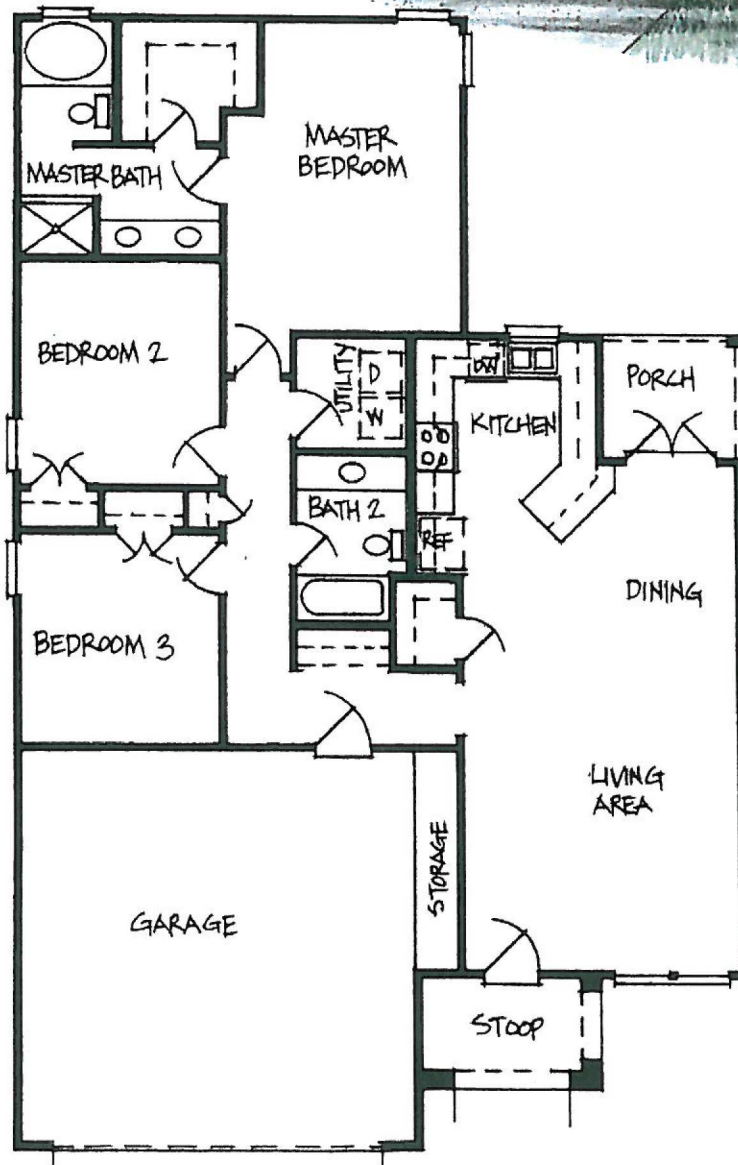 MASTER
BEDROOM
MASTER BATH
BEDROOM 2
UTILITY
D
W
DW
KITCHEN
PORCH
BATH 2
REF
DINING
BEDROOM 3
LIVING
AREA
STORAGE
GARAGE
STOOP